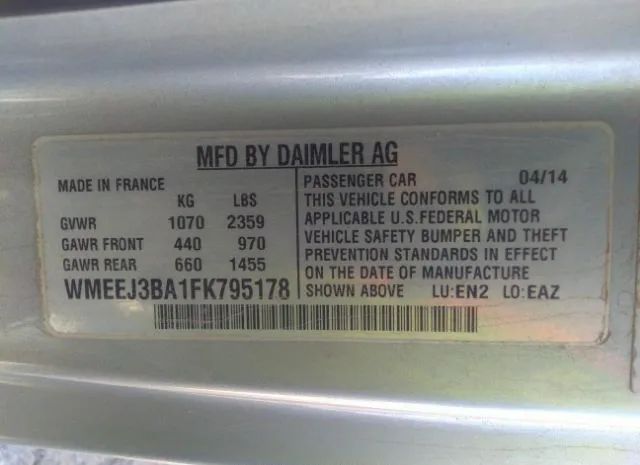 MFD BY DAIMLER AG
MADE IN FRANCE
KG LBS
GVWR 1070 2359
GAWR FRONT 440 970
GAWR REAR 660 1455
WMEEJ3BA1FK795178
PASSENGER CAR 04/14
THIS VEHICLE CONFORMS TO ALL
APPLICABLE U.S.FEDERAL MOTOR
VEHICLE SAFETY BUMPER AND THEFT
PREVENTION STANDARDS IN EFFECT
ON THE DATE OF MANUFACTURE
SHOWN ABOVE LU:EN2 LO:EAZ